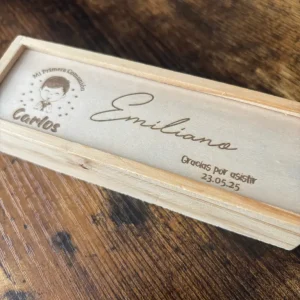 Mi Primera Comunión
Carlos
Emiliano
Gracias por asistir
23.05.25